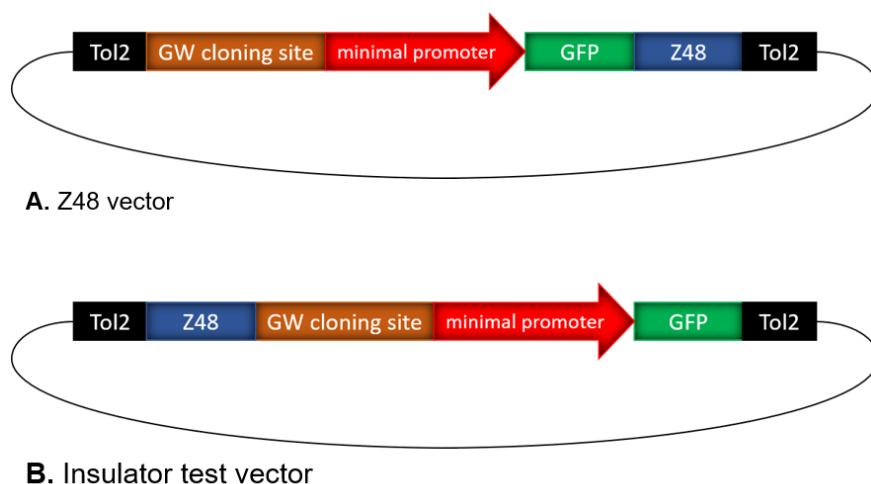 Tol2 GW cloning site minimal promoter GFP Z48 Tol2
A. Z48 vector
Tol2 Z48 GW cloning site minimal promoter GFP Tol2
B. Insulator test vector